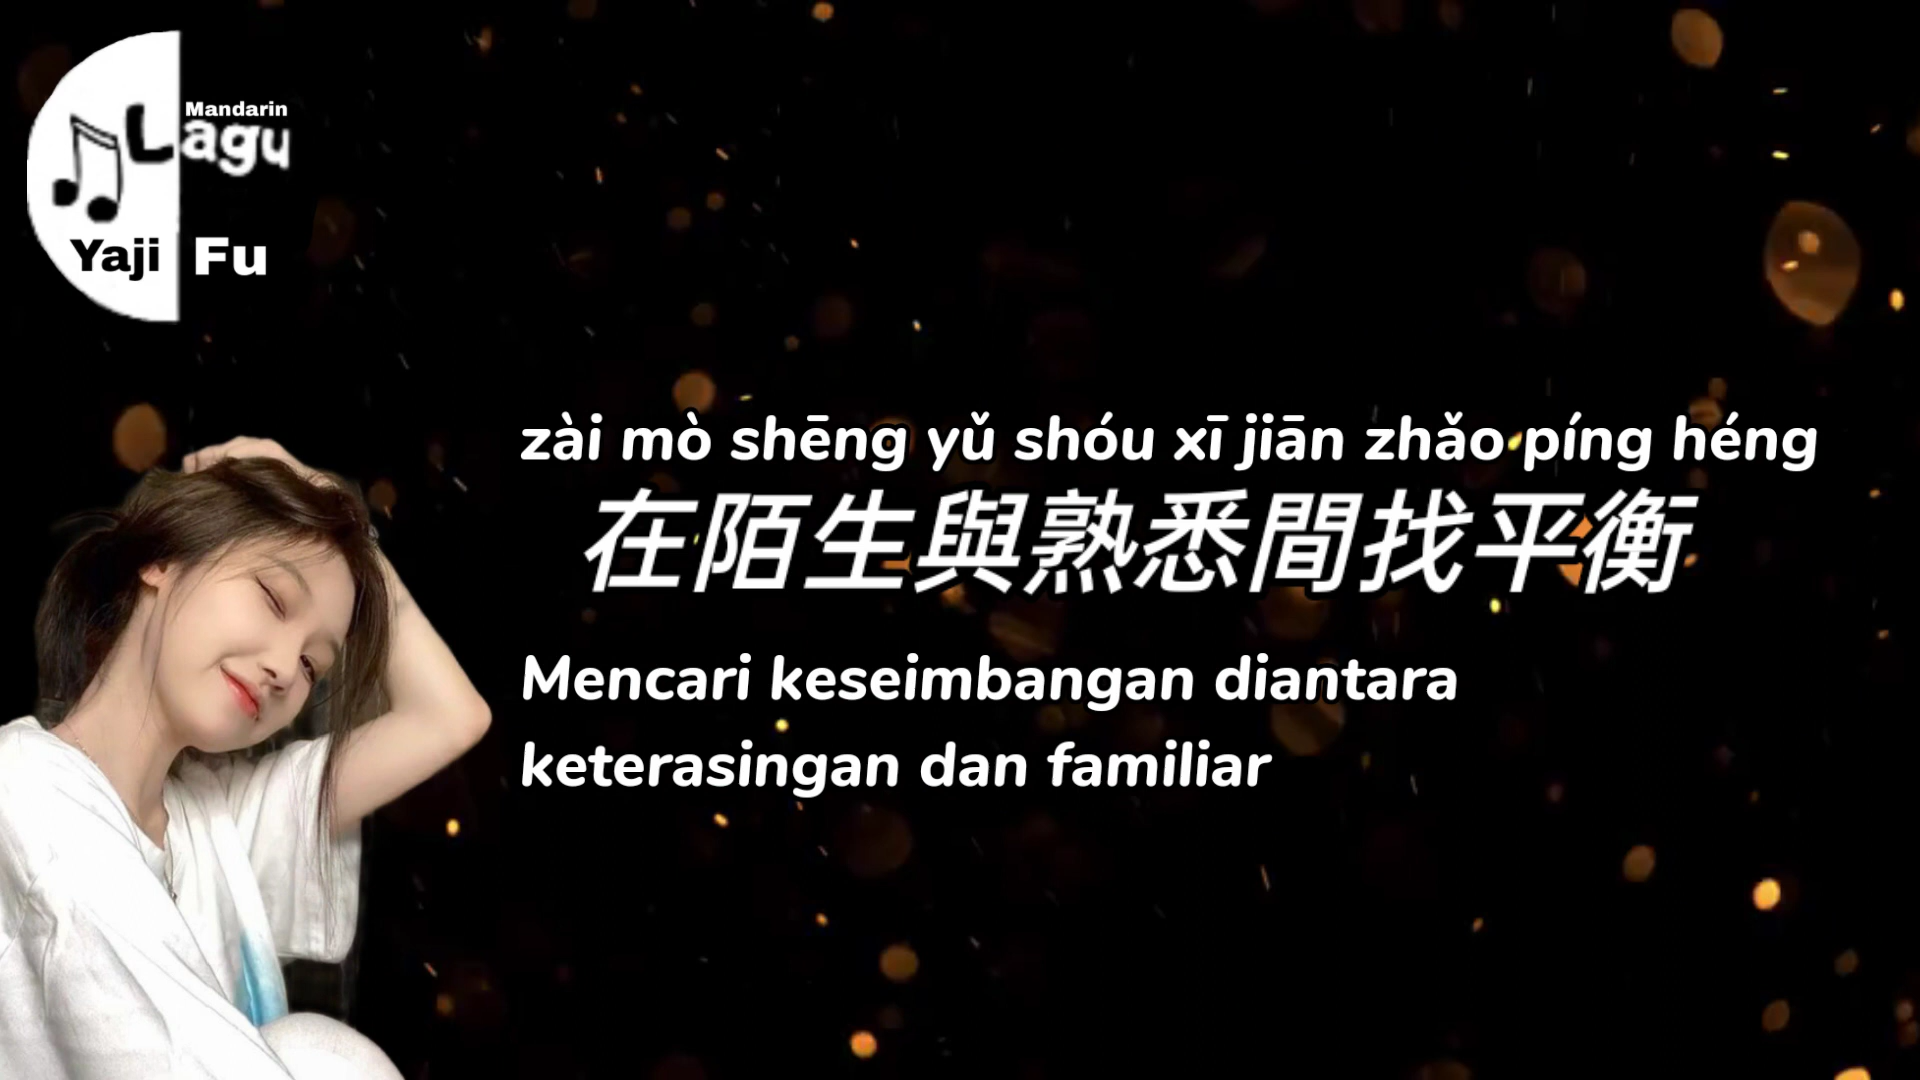 Mandarin
Lagu
Yaji Fu
zài mò shēng yǔ shóu xī jiān zhǎo píng héng
在陌生與熟悉間找平衡
Mencari keseimbangan diantara
keterasingan dan familiar